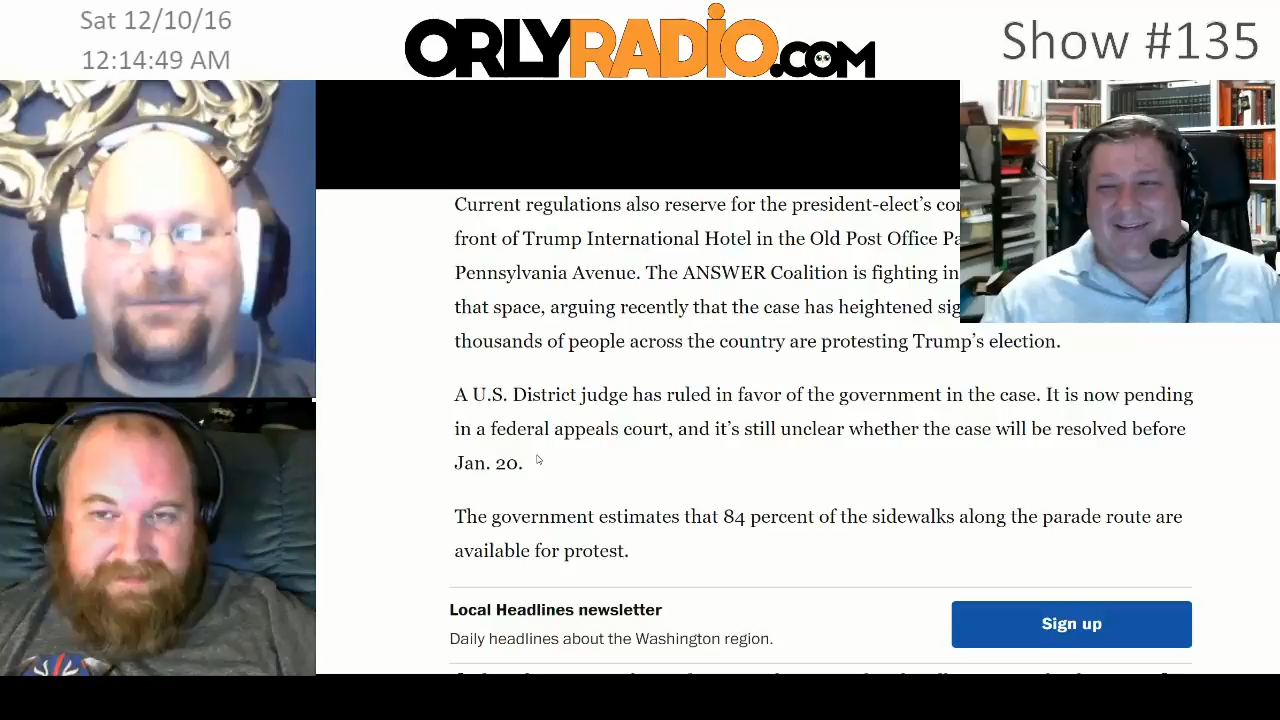 Sat 12/10/16
12:14:49 AM
ORLYRADIO.COM
Show #135
Current regulations also reserve for the president-elect's
front of Trump International Hotel in the Old Post Office
Pennsylvania Avenue. The ANSWER Coalition is fighting in
that space, arguing recently that the case has heightened
thousands of people across the country are protesting Trump's election.
A U.S. District judge has ruled in favor of the government in the case. It is now pending
in a federal appeals court, and it's still unclear whether the case will be resolved before
Jan. 20.
The government estimates that 84 percent of the sidewalks along the parade route are
available for protest.
Local Headlines newsletter
Daily headlines about the Washington region.
Sign up